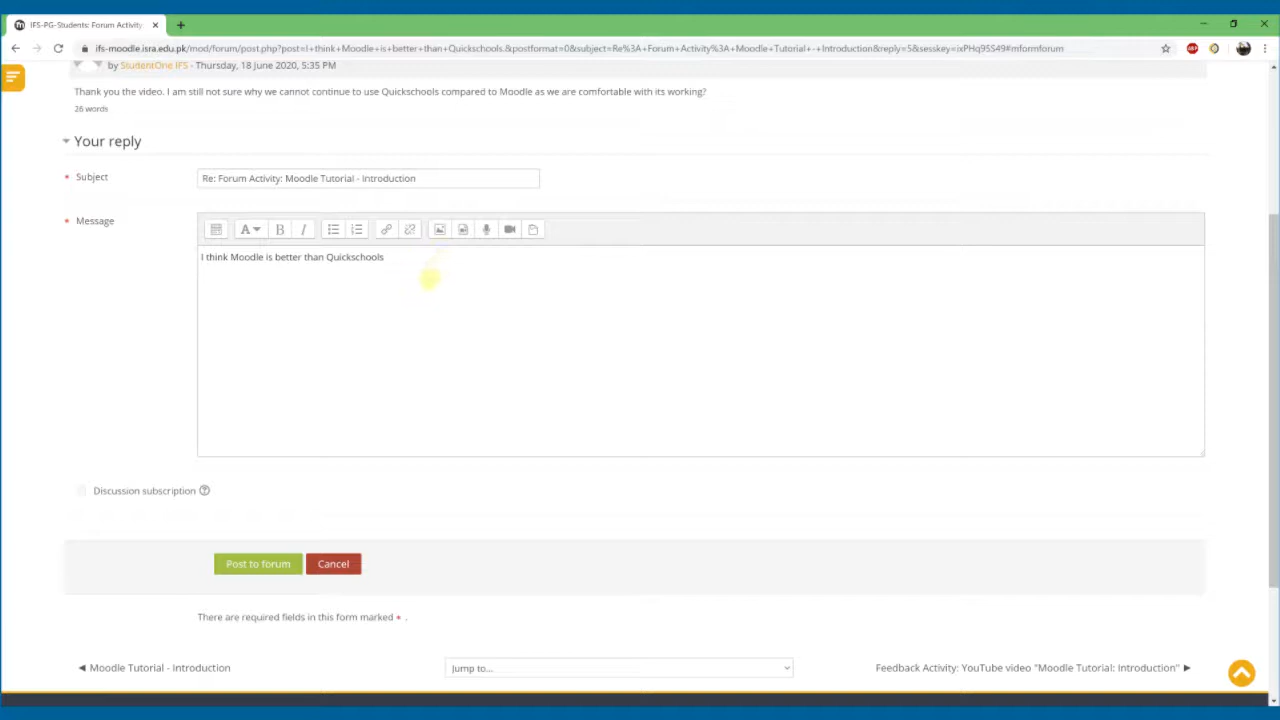 IFS-PG-Students: Forum Activity
ifs-moodle.isra.edu.pk/mod/forum/post.php?post=I+think+Moodle+is+better+than+Quickschools.&postformat=0&subject=Re%3A+Forum+Activity%3A+Moodle+Tutorial+-+Introduction&reply=5&sesskey=ixPHq95S49#mformforum
by StudentOne IFS - Thursday, 18 June 2020, 5:35 PM
Thank you the video. I am still not sure why we cannot continue to use Quickschools compared to Moodle as we are comfortable with its working?
26 words
Your reply
Subject
Re: Forum Activity: Moodle Tutorial - Introduction
Message
A B I
I think Moodle is better than Quickschools
Discussion subscription
Post to forum Cancel
There are required fields in this form marked * .
◄ Moodle Tutorial - Introduction Jump to... Feedback Activity: YouTube video "Moodle Tutorial: Introduction" ►